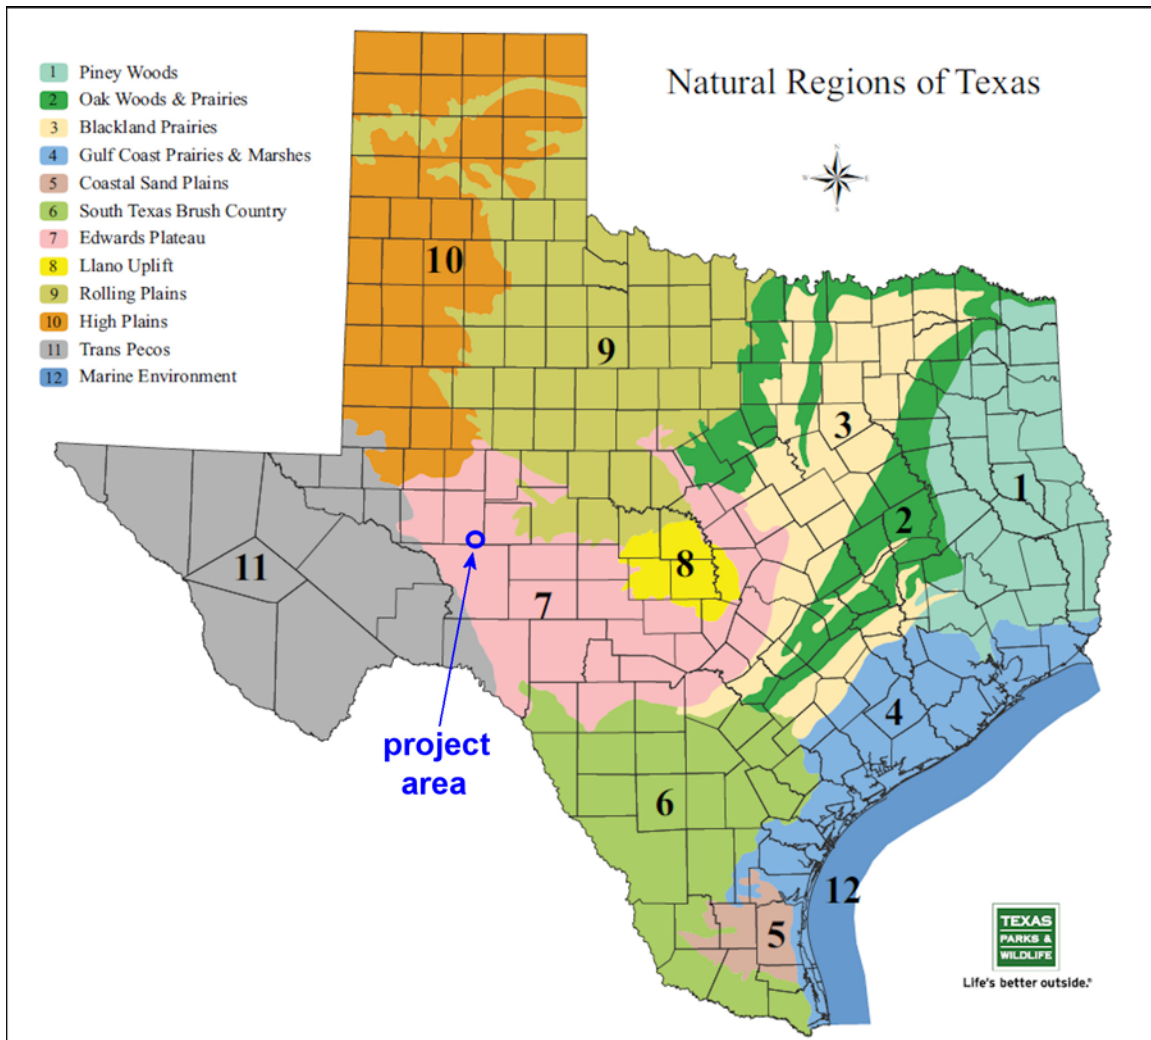 Natural Regions of Texas
1 Piney Woods
2 Oak Woods & Prairies
3 Blackland Prairies
4 Gulf Coast Prairies & Marshes
5 Coastal Sand Plains
6 South Texas Brush Country
7 Edwards Plateau
8 Llano Uplift
9 Rolling Plains
10 High Plains
11 Trans Pecos
12 Marine Environment
N
W
E
S
10
9
3
1
2
11
8
7
4
project
area
6
12
5
TEXAS
PARKS &
WILDLIFE
Life's better outside.®